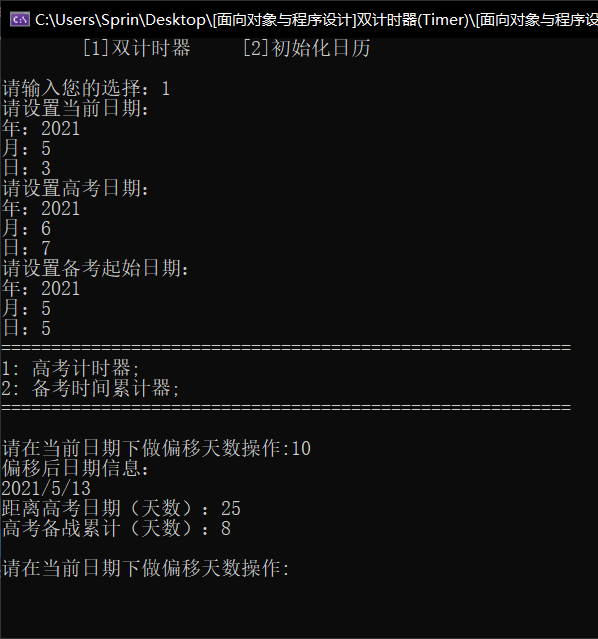 C:\Users\Sprin\Desktop\[面向对象与程序设计]双计时器(Timer)\[面向对象与程序设
[1]双计时器 [2]初始化日历
请输入您的选择：1
请设置当前日期：
年：2021
月：5
日：3
请设置高考日期：
年：2021
月：6
日：7
请设置备考起始日期：
年：2021
月：5
日：5
=========================================================
1: 高考计时器;
2: 备考时间累计器;
=========================================================
请在当前日期下做偏移天数操作:10
偏移后日期信息：
2021/5/13
距离高考日期（天数）：25
高考备战累计（天数）：8
请在当前日期下做偏移天数操作: